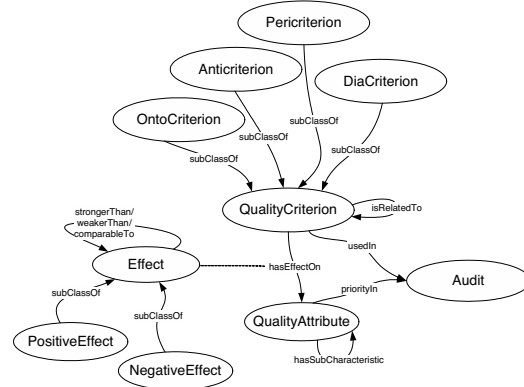 Pericriterion
Anticriterion
DiaCriterion
OntoCriterion
subClassOf
subClassOf
subClassOf
subClassOf
QualityCriterion
isRelatedTo
strongerThan/
weakerThan/
comparableTo
usedIn
Effect
hasEffectOn
Audit
subClassOf
priorityIn
subClassOf
QualityAttribute
PositiveEffect
hasSubCharacteristic
NegativeEffect